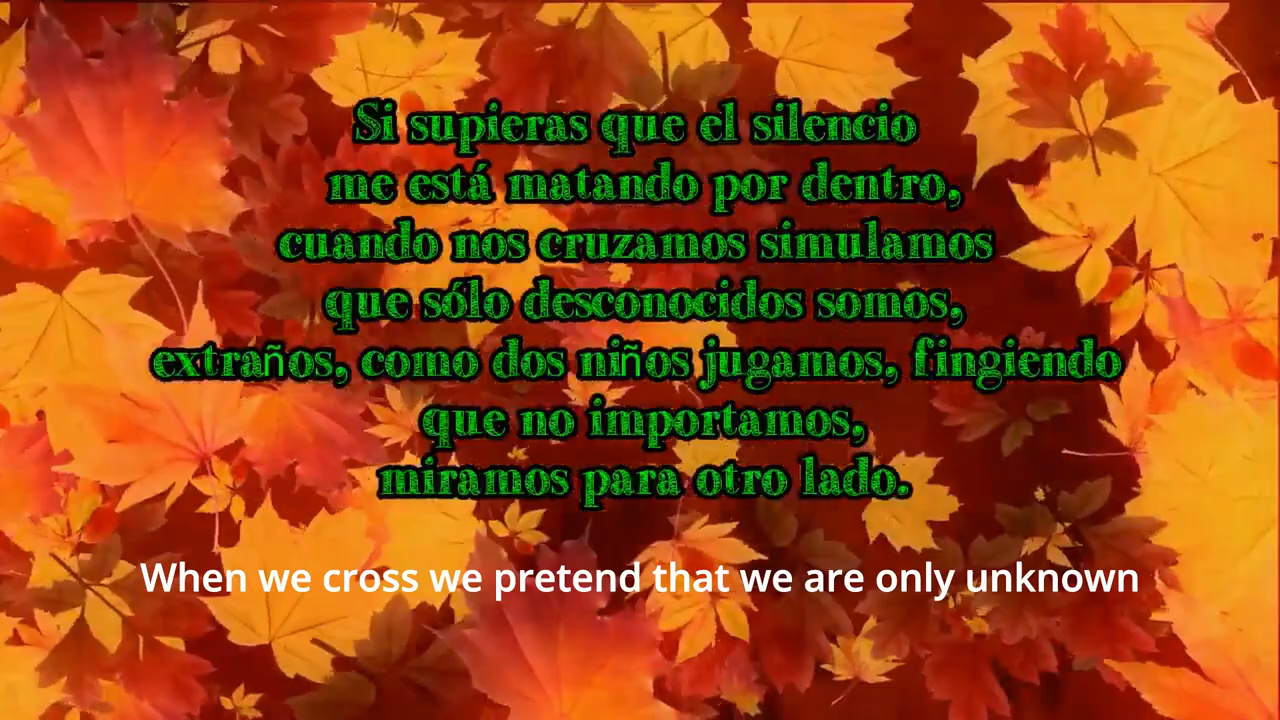 Si supieras que el silencio
me está matando por dentro,
cuando nos cruzamos simulamos
que sólo desconocidos somos,
extraños, como dos niños jugamos, fingiendo
que no importamos,
miramos para otro lado.
When we cross we pretend that we are only unknown